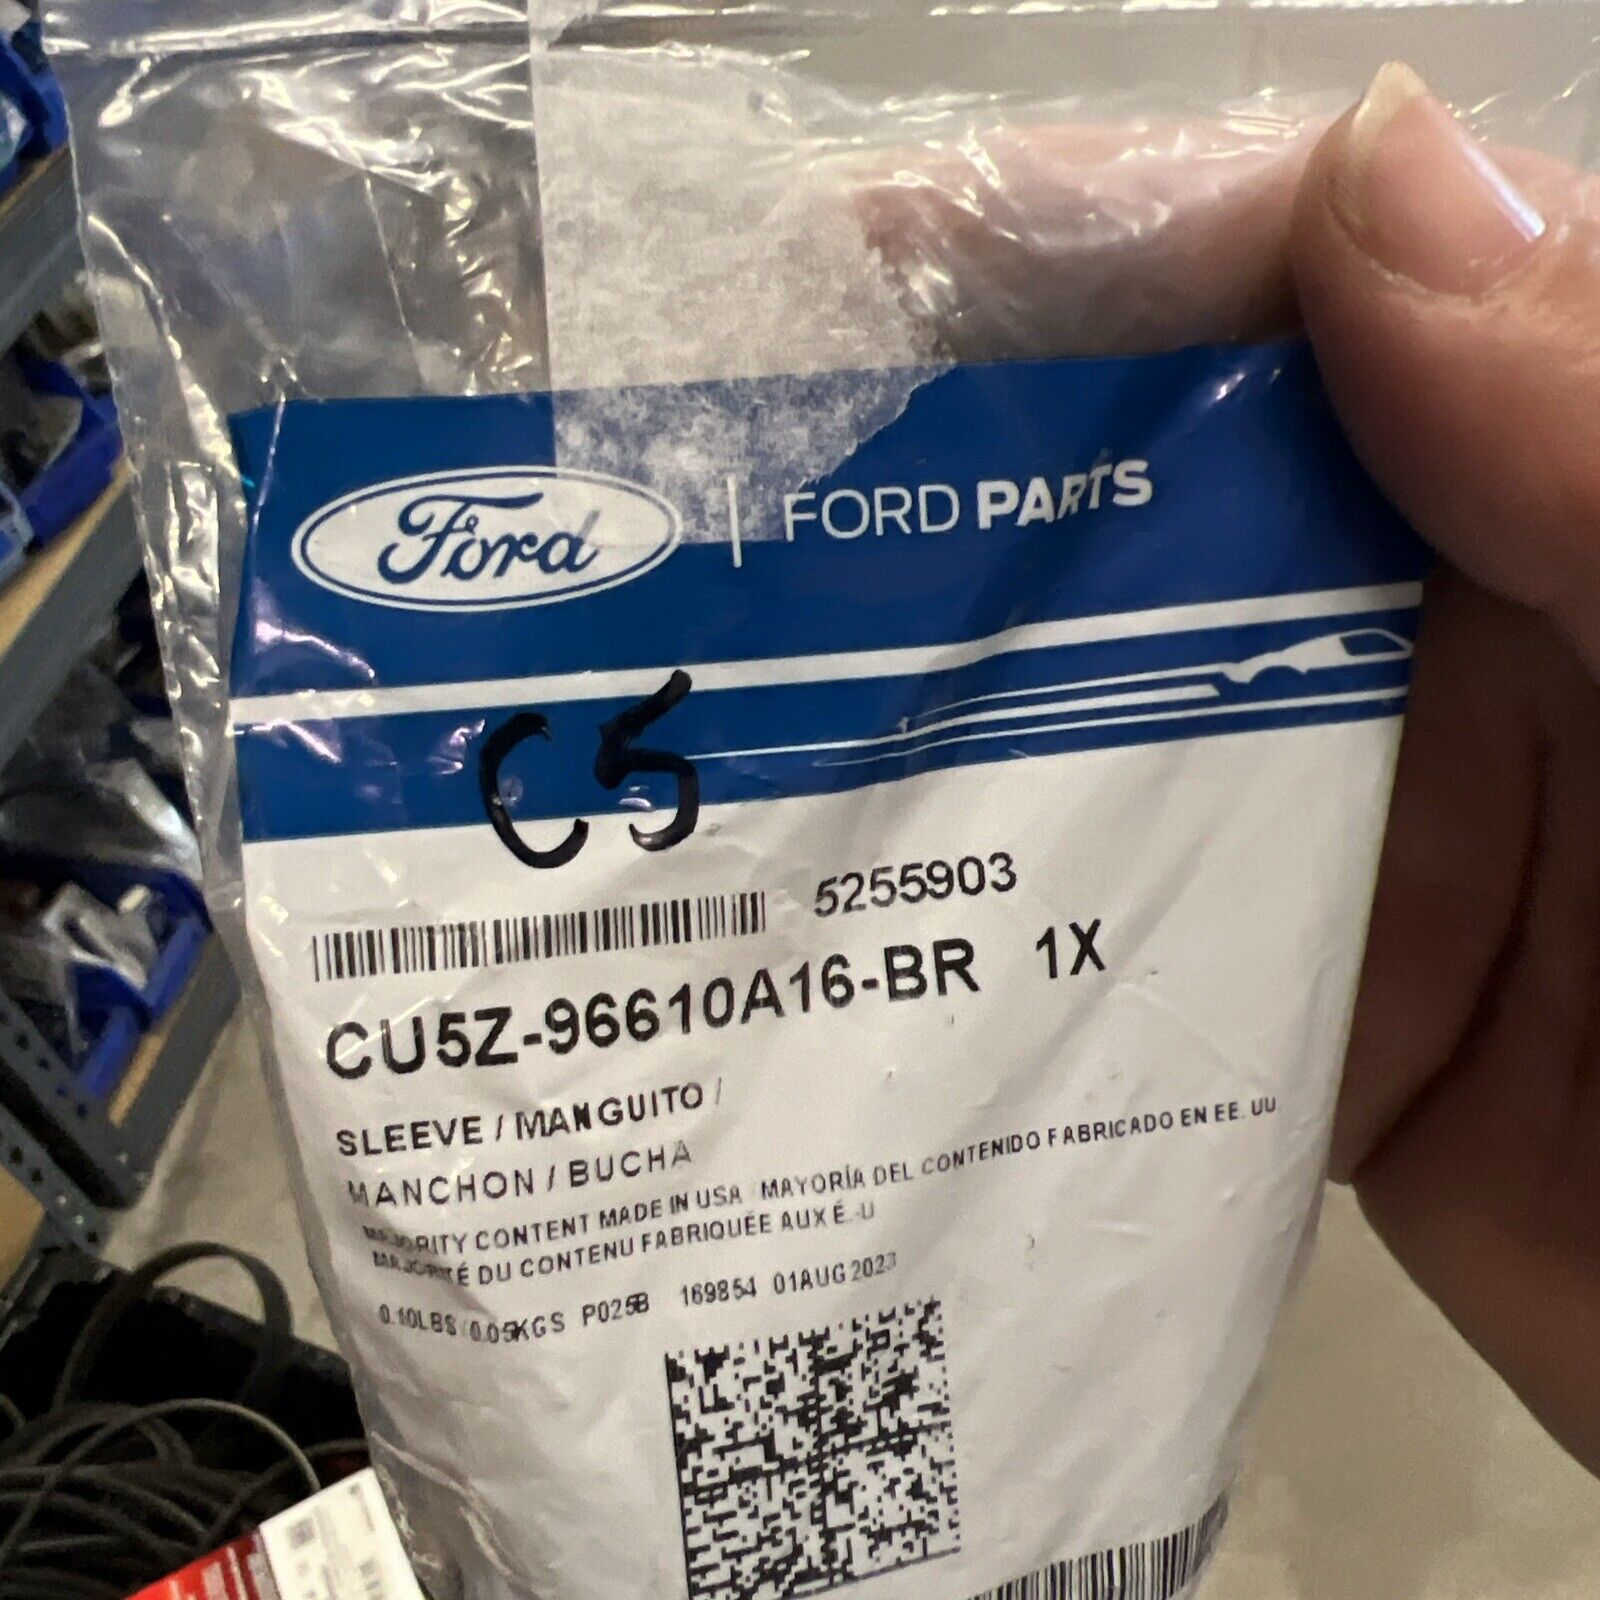 Ford | FORD PARTS
C5
5255903
CU5Z-96610A16-BR 1X
SLEEVE / MANGUITO /
MANCHON / BUCHA
MAJORITY CONTENT MADE IN USA / MAYORÍA DEL CONTENIDO FABRICADO EN EE. UU.
MAJORITÉ DU CONTENU FABRIQUÉE AUX É.-U
0.10LBS/0.05KGS P025B 169854 01AUG2023